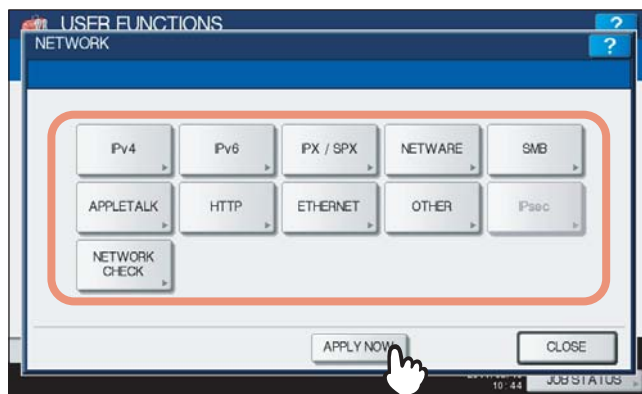 USER FUNCTIONS
?
NETWORK
?
IPv4
IPv6
IPX / SPX
NETWARE
SMB
APPLETALK
HTTP
ETHERNET
OTHER
IPsec
NETWORK
CHECK
APPLY NOW
CLOSE
10:44
JOB STATUS